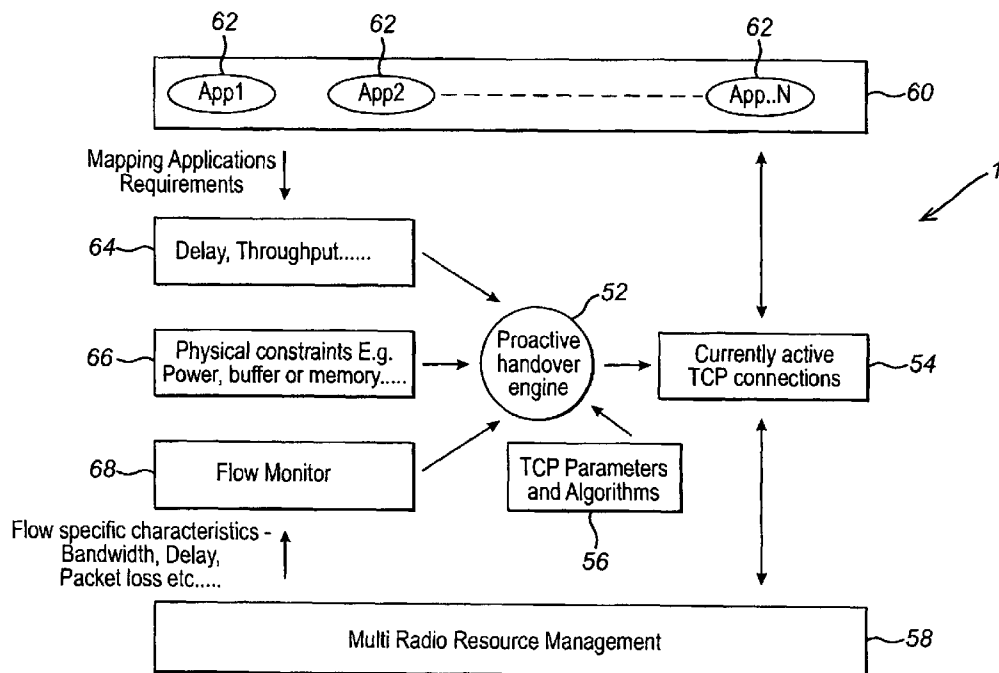 62
62
62
App1
App2
App..N
60
Mapping Applications
Requirements
1
64
Delay, Throughput......
52
66
Physical constraints E.g.
Power, buffer or memory.....
Proactive
handover
engine
Currently active
TCP connections
54
68
Flow Monitor
TCP Parameters
and Algorithms
56
Flow specific characteristics -
Bandwidth, Delay,
Packet loss etc.....
Multi Radio Resource Management
58